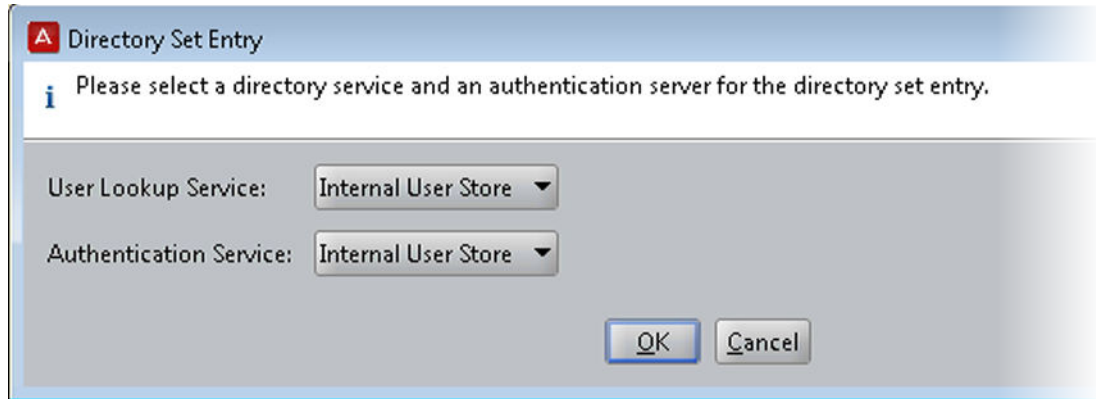 Directory Set Entry
Please select a directory service and an authentication server for the directory set entry.
User Lookup Service: Internal User Store
Authentication Service: Internal User Store
OK Cancel